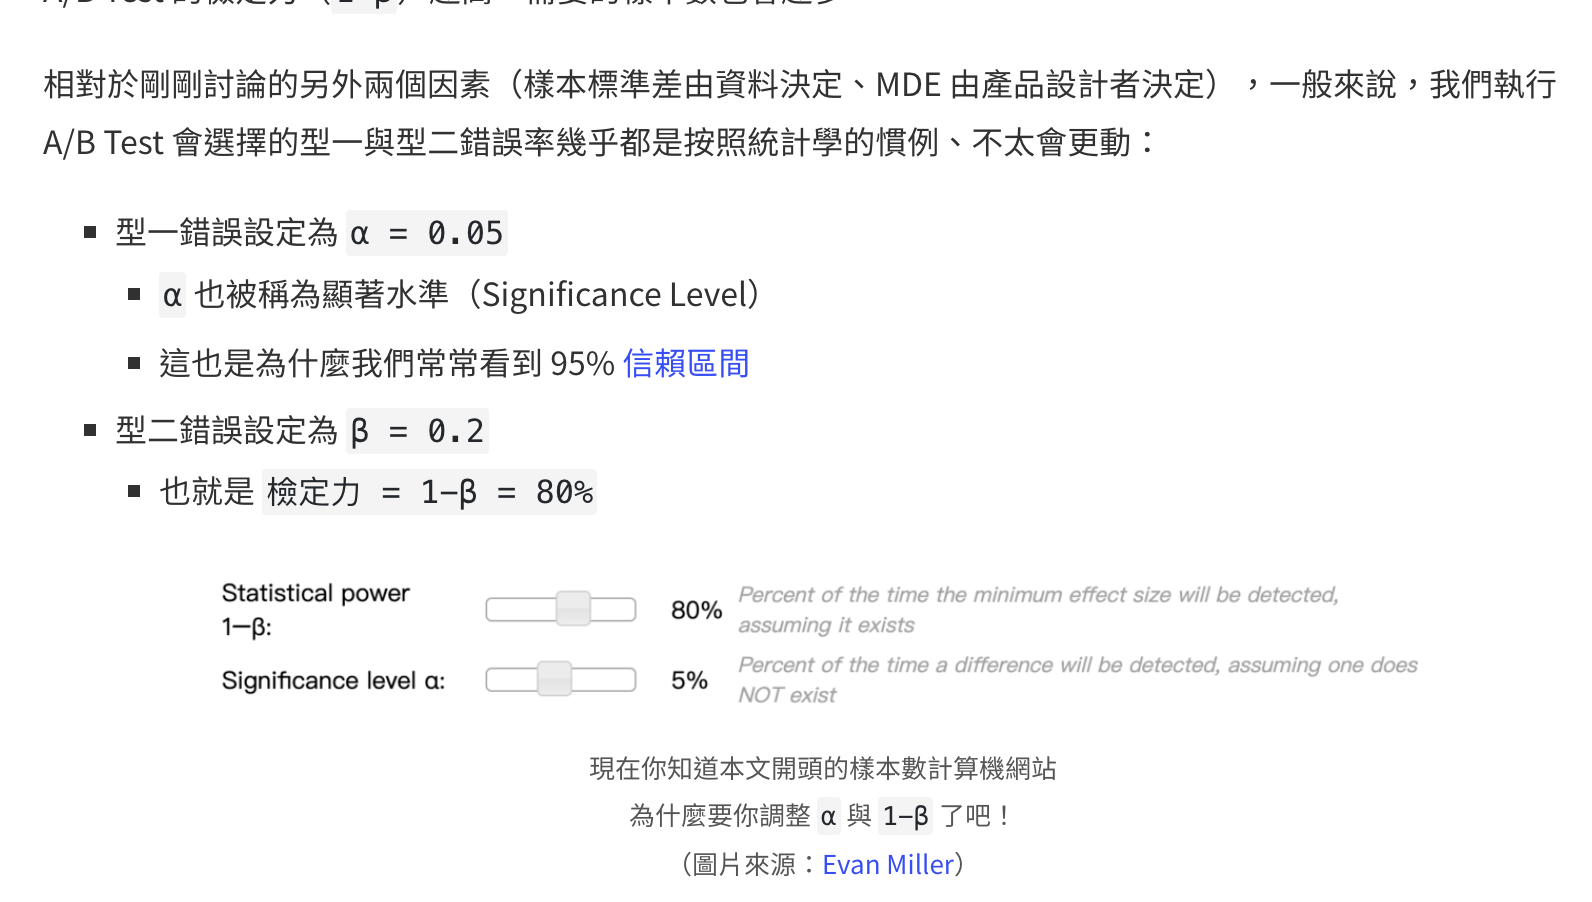 相對於剛剛討論的另外兩個因素（樣本標準差由資料決定、MDE 由產品設計者決定），一般來說，我們執行
A/B Test 會選擇的型一與型二錯誤率幾乎都是按照統計學的慣例、不太會更動：
型一錯誤設定為 α = 0.05
α 也被稱為顯著水準（Significance Level）
這也是為什麼我們常常看到 95% 信賴區間
型二錯誤設定為 β = 0.2
也就是 檢定力 = 1-β = 80%
Statistical power
1—β:
80%
Percent of the time the minimum effect size will be detected,
assuming it exists
Significance level α:
5%
Percent of the time a difference will be detected, assuming one does
NOT exist
現在你知道本文開頭的樣本數計算機網站
為什麼要你調整 α 與 1-β 了吧！
（圖片來源：Evan Miller）